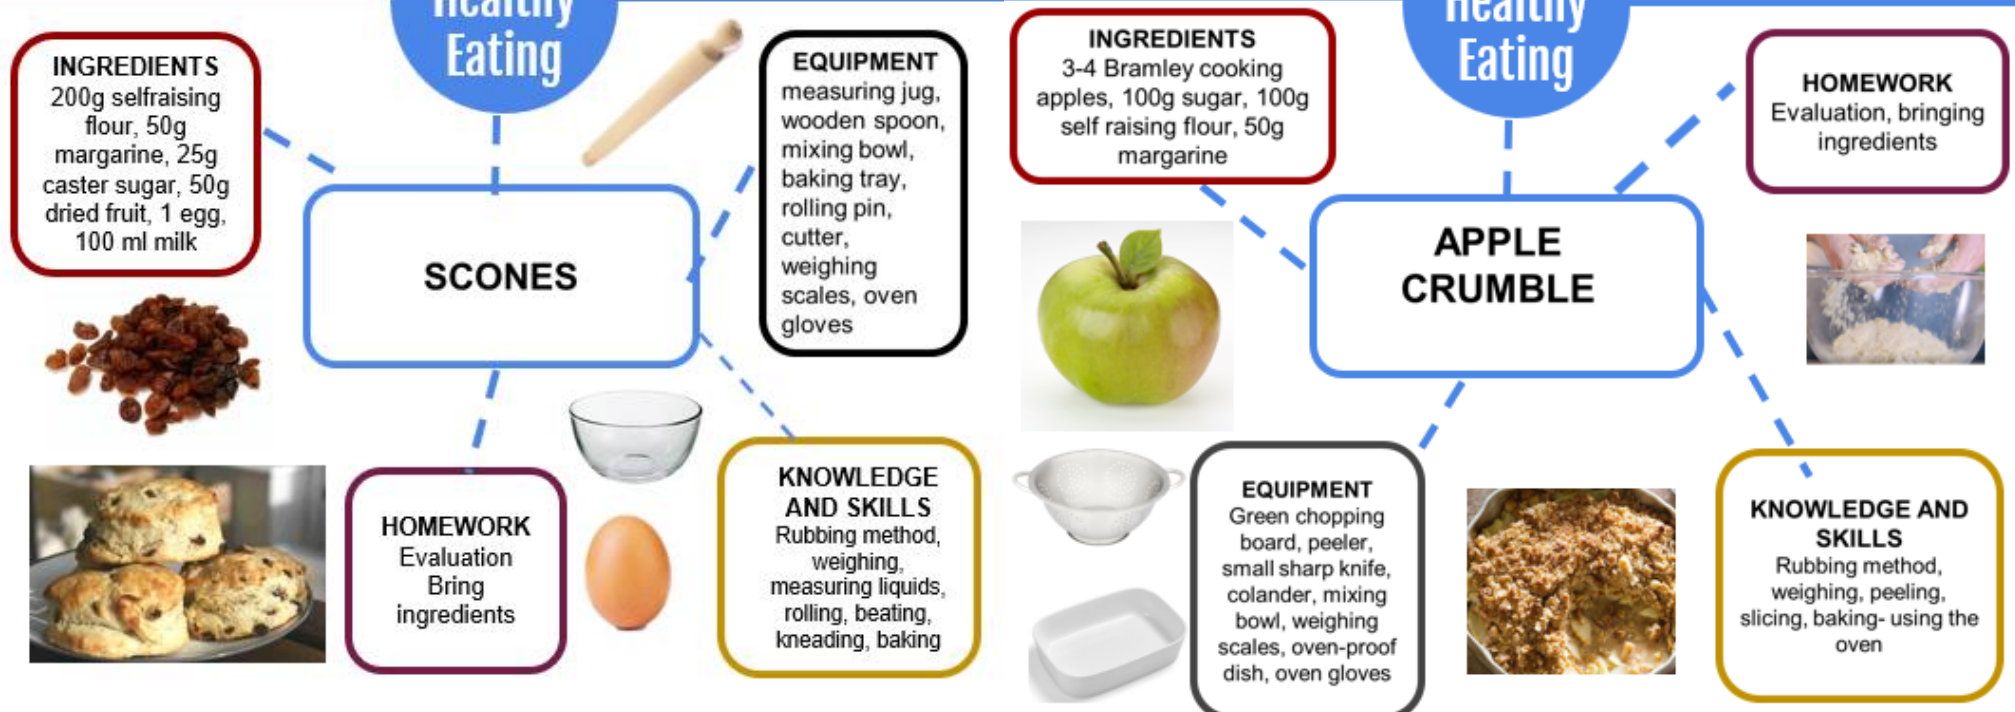 Healthy
Eating
INGREDIENTS
200g selfraising
flour, 50g
margarine, 25g
caster sugar, 50g
dried fruit, 1 egg,
100 ml milk
EQUIPMENT
measuring jug,
wooden spoon,
mixing bowl,
baking tray,
rolling pin,
cutter,
weighing
scales, oven
gloves
SCONES
HOMEWORK
Evaluation
Bring
ingredients
KNOWLEDGE
AND SKILLS
Rubbing method,
weighing,
measuring liquids,
rolling, beating,
kneading, baking
Healthy
Eating
INGREDIENTS
3-4 Bramley cooking
apples, 100g sugar, 100g
self raising flour, 50g
margarine
HOMEWORK
Evaluation, bringing
ingredients
APPLE
CRUMBLE
EQUIPMENT
Green chopping
board, peeler,
small sharp knife,
colander, mixing
bowl, weighing
scales, oven-proof
dish, oven gloves
KNOWLEDGE AND
SKILLS
Rubbing method,
weighing, peeling,
slicing, baking- using the
oven